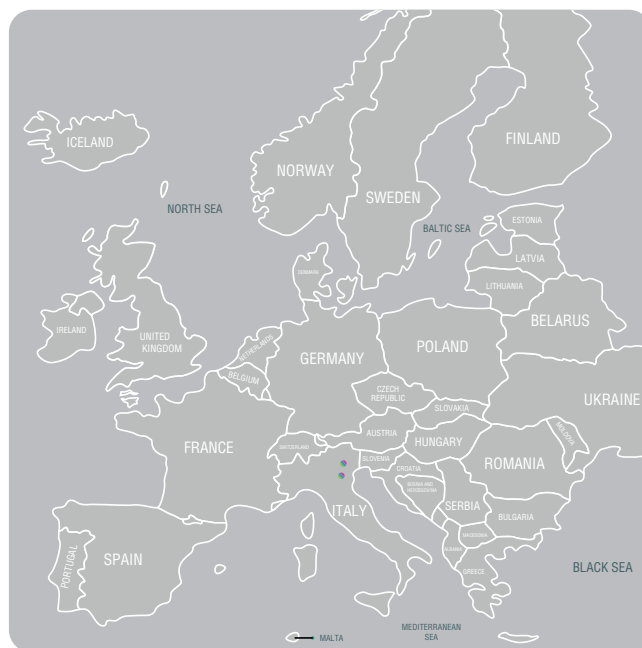 ICELAND
FINLAND
NORWAY
SWEDEN
NORTH SEA
ESTONIA
BALTIC SEA
LATVIA
DENMARK
LITHUANIA
BELARUS
IRELAND
UNITED
KINGDOM
NETHERLANDS
GERMANY
POLAND
BELGIUM
CZECH
REPUBLIC
UKRAINE
SLOVAKIA
AUSTRIA
MOLDOVA
FRANCE
SWITZERLAND
HUNGARY
SLOVENIA
CROATIA
ROMANIA
BOSNIA AND
HERZEGOVINA
ITALY
SERBIA
BULGARIA
MACEDONIA
ALBANIA
SPAIN
PORTUGAL
GREECE
BLACK SEA
MEDITERRANEAN
SEA
MALTA